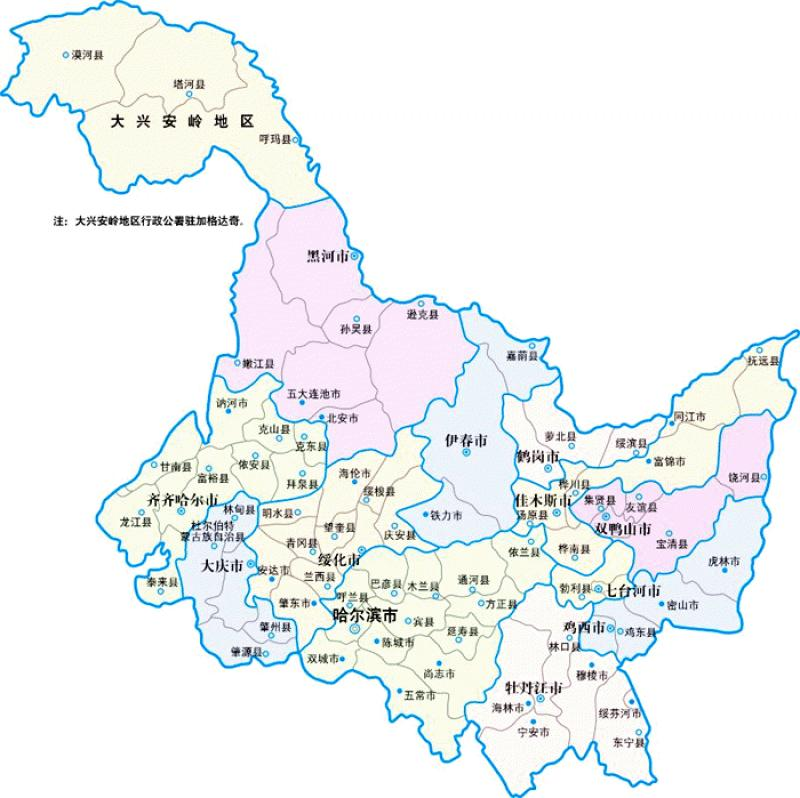 漠河县
塔河县
大兴安岭地区
呼玛县
注：大兴安岭地区行政公署驻加格达奇。
黑河市
逊克县
孙吴县
嘉荫县
嫩江县
抚远县
五大连池市
讷河市
北安市
同江市
克山县
萝北县
绥滨县
克东县
伊春市
鹤岗市
富锦市
甘南县
依安县
富裕县
海伦市
拜泉县
饶河县
桦川县
绥棱县
齐齐哈尔市
佳木斯市
集贤县
友谊县
林甸县
明水县
铁力市
汤原县
龙江县
杜尔伯特
蒙古族自治县
望奎县
庆安县
双鸭山市
宝清县
青冈县
依兰县
桦南县
绥化市
大庆市
安达市
虎林市
兰西县
泰来县
巴彦县
木兰县
通河县
勃利县
七台河市
呼兰县
肇东市
方正县
密山市
哈尔滨市
宾县
肇州县
鸡西市
鸡东县
延寿县
陈城市
林口县
肇源县
双城市
尚志市
穆棱市
牡丹江市
五常市
海林市
绥芬河市
宁安市
东宁县